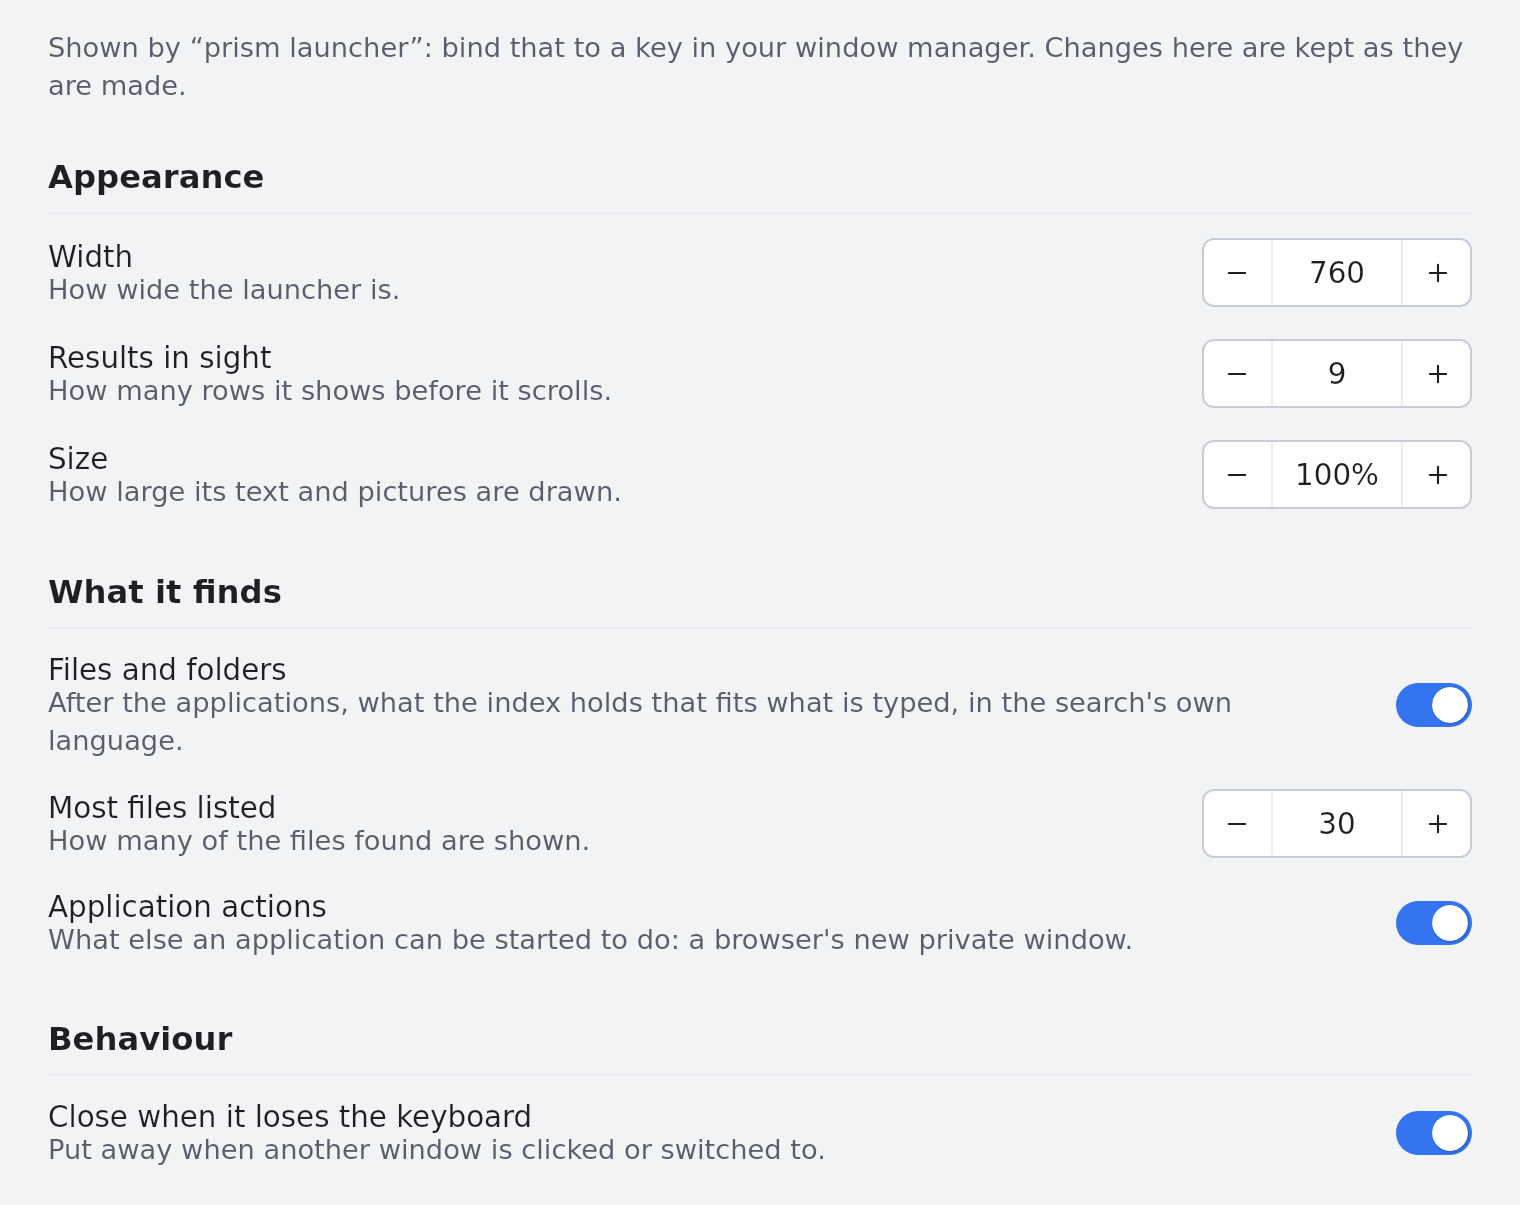 Shown by “prism launcher”: bind that to a key in your window manager. Changes here are kept as they
are made.
Appearance
Width
How wide the launcher is.
− 760 +
Results in sight
How many rows it shows before it scrolls.
− 9 +
Size
How large its text and pictures are drawn.
− 100% +
What it finds
Files and folders
After the applications, what the index holds that fits what is typed, in the search's own
language.
Most files listed
How many of the files found are shown.
− 30 +
Application actions
What else an application can be started to do: a browser's new private window.
Behaviour
Close when it loses the keyboard
Put away when another window is clicked or switched to.